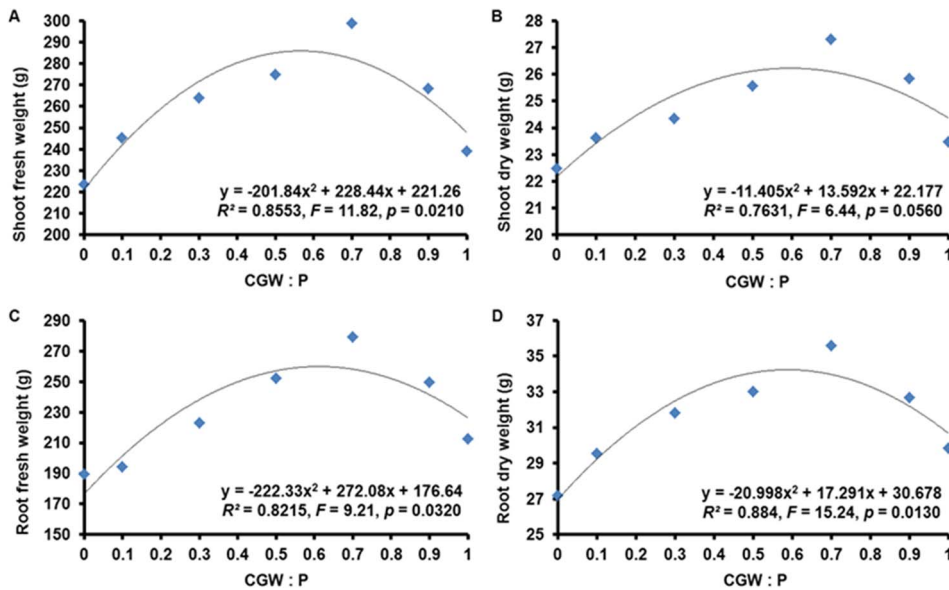 A
Shoot fresh weight (g)
300
290
280
270
260
250
240
230
220
210
200
y = -201.84x² + 228.44x + 221.26
R² = 0.8553, F = 11.82, p = 0.0210
0 0.1 0.2 0.3 0.4 0.5 0.6 0.7 0.8 0.9 1
CGW : P
B
Shoot dry weight (g)
28
27
26
25
24
23
22
21
20
y = -11.405x² + 13.592x + 22.177
R² = 0.7631, F = 6.44, p = 0.0560
0 0.1 0.2 0.3 0.4 0.5 0.6 0.7 0.8 0.9 1
CGW : P
C
Root fresh weight (g)
290
270
250
230
210
190
170
150
y = -222.33x² + 272.08x + 176.64
R² = 0.8215, F = 9.21, p = 0.0320
0 0.1 0.2 0.3 0.4 0.5 0.6 0.7 0.8 0.9 1
CGW : P
D
Root dry weight (g)
37
35
33
31
29
27
25
y = -20.998x² + 17.291x + 30.678
R² = 0.884, F = 15.24, p = 0.0130
0 0.1 0.2 0.3 0.4 0.5 0.6 0.7 0.8 0.9 1
CGW : P